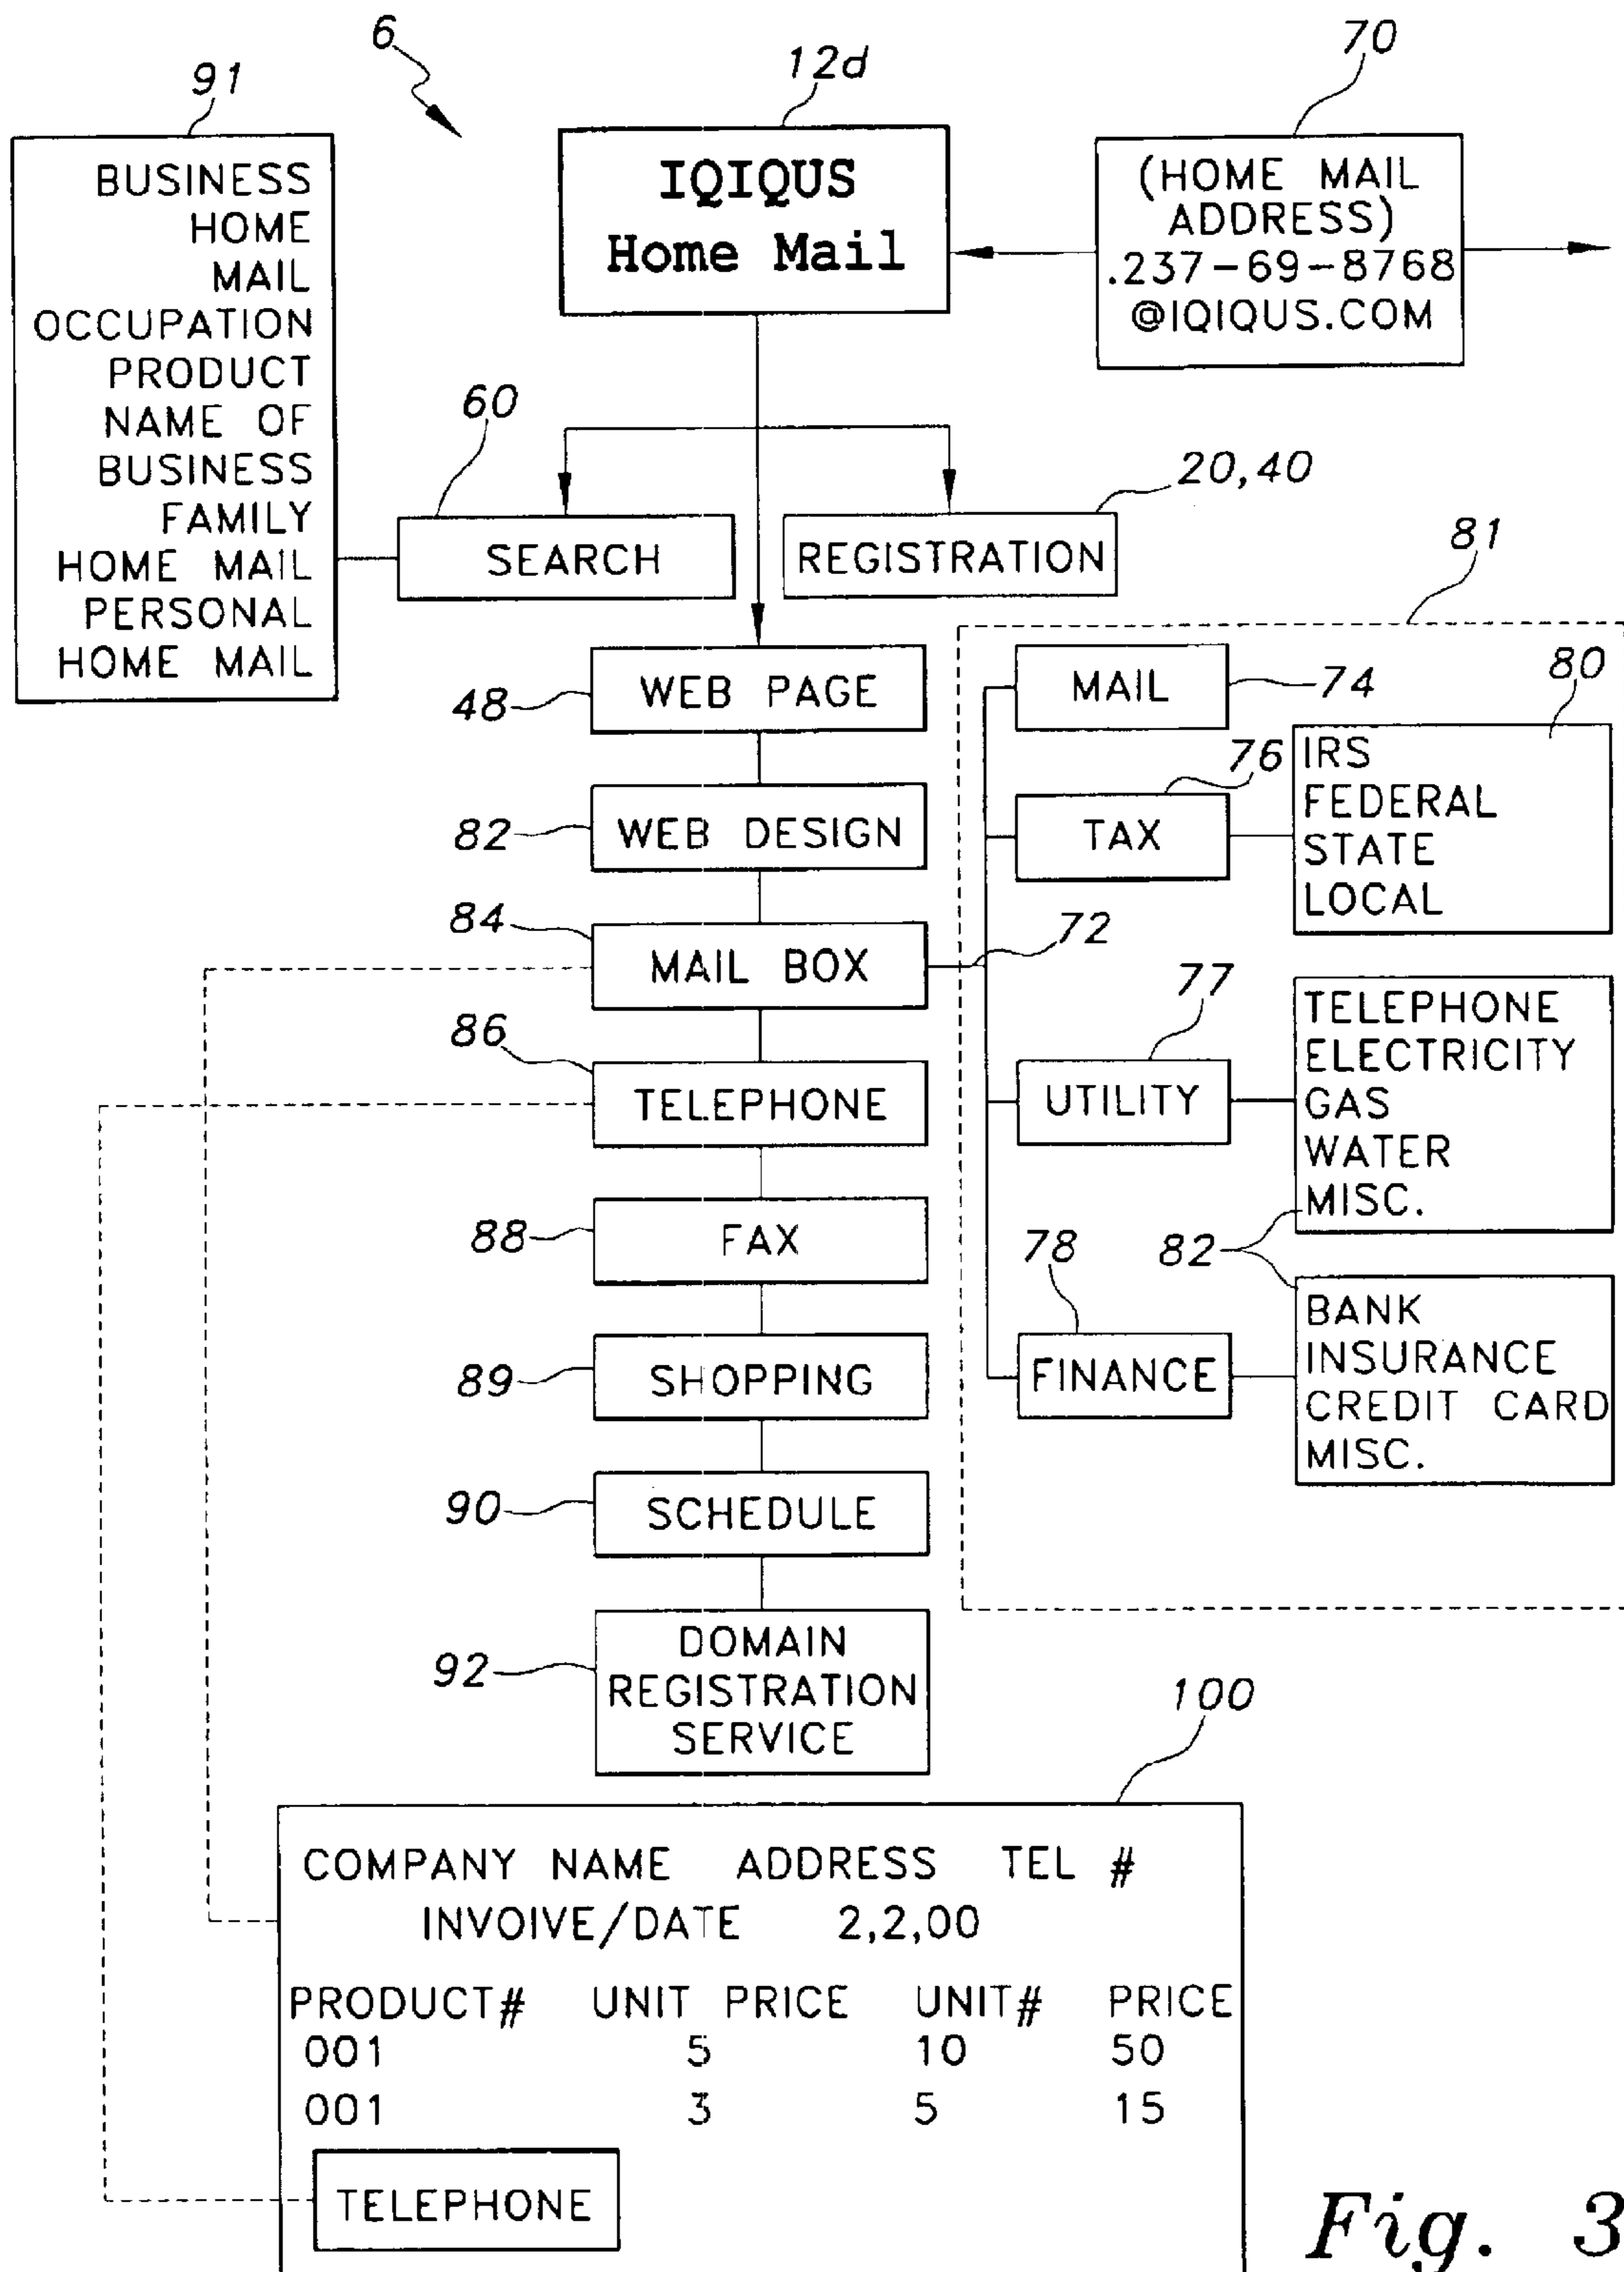 6
91
12d
70
BUSINESS
HOME
MAIL
OCCUPATION
PRODUCT
NAME OF
BUSINESS
FAMILY
HOME MAIL
PERSONAL
HOME MAIL
IQIQUS
Home Mail
(HOME MAIL
ADDRESS)
.237-69-8768
@IQIQUS.COM
60
20,40
SEARCH
REGISTRATION
81
48
WEB PAGE
82
WEB DESIGN
84
MAIL BOX
72
86
TELEPHONE
88
FAX
89
SHOPPING
90
SCHEDULE
92
DOMAIN
REGISTRATION
SERVICE
MAIL
74
80
76
TAX
IRS
FEDERAL
STATE
LOCAL
77
UTILITY
TELEPHONE
ELECTRICITY
GAS
WATER
MISC.
82
78
FINANCE
BANK
INSURANCE
CREDIT CARD
MISC.
100
COMPANY NAME ADDRESS TEL #
INVOIVE/DATE 2,2,00
PRODUCT# UNIT PRICE UNIT# PRICE
001 5 10 50
001 3 5 15
TELEPHONE
Fig. 3